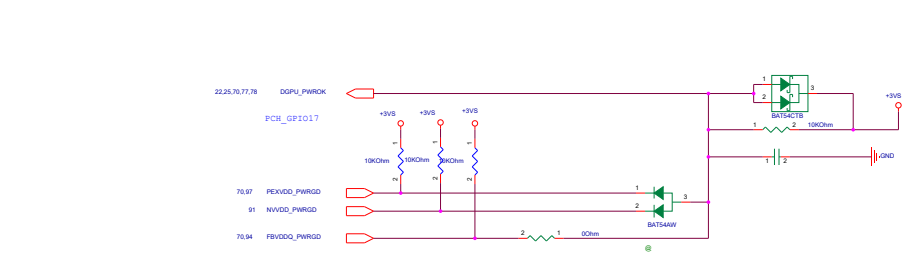 1
3
2
+3VS
BAT54CTB
22,25,70,77,78 DGPU_PWROK
+3VS +3VS +3VS
PCH_GPIO17
1 2 10KOhm
1 1 1
10KOhm 10KOhm 10KOhm
1 2 GND
2 2 2
70,97 PEXVDD_PWRGD 1
3
91 NVVDD_PWRGD 2
BAT54AW
70,94 FBVDDQ_PWRGD 2 1 0Ohm
@